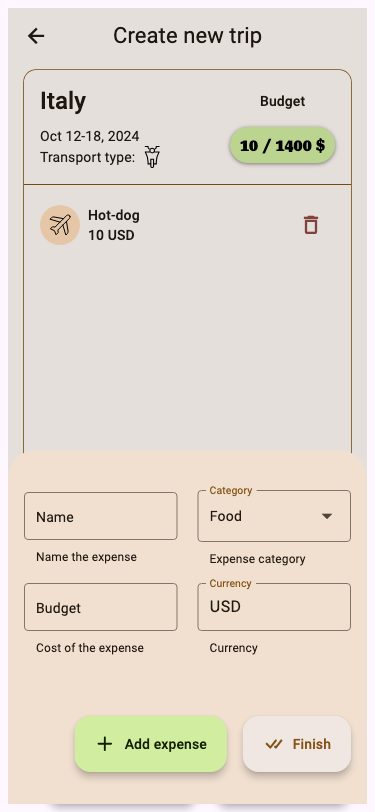 Create new trip
Italy
Budget
Oct 12-18, 2024
10 / 1400 $
Transport type:
Hot-dog
10 USD
Category
Name
Food
Name the expense
Expense category
Currency
Budget
USD
Cost of the expense
Currency
Add expense
Finish